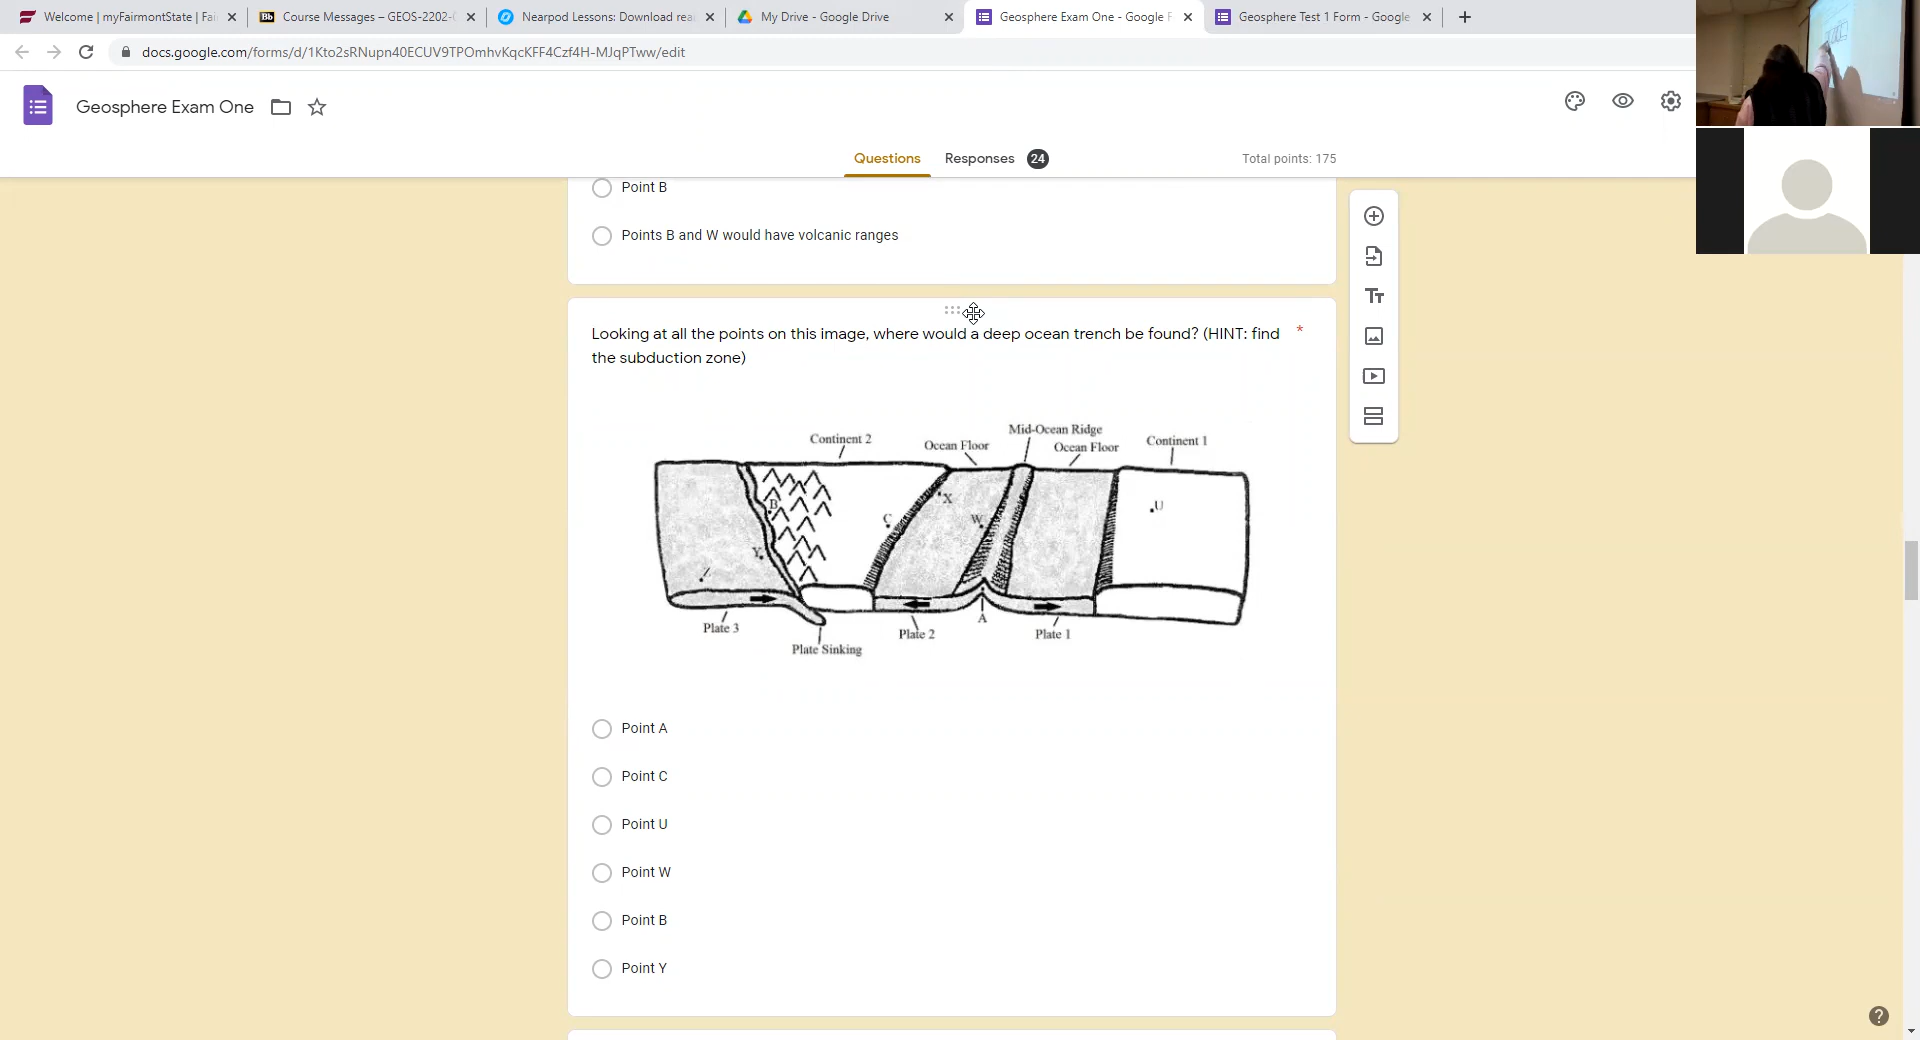 Welcome | myFairmontState | Fai
Course Messages – GEOS-2202-0
Nearpod Lessons: Download rea
My Drive - Google Drive
Geosphere Exam One - Google F
Geosphere Test 1 Form - Google
Bb
docs.google.com/forms/d/1Kto2sRNupn40ECUV9TPOmhvKqcKFF4Czf4H-MJqPTww/edit
Geosphere Exam One
Questions
Responses 24
Total points: 175
Point B
Points B and W would have volcanic ranges
Looking at all the points on this image, where would a deep ocean trench be found? (HINT: find *
the subduction zone)
Mid-Ocean Ridge
Continent 2
Ocean Floor
Ocean Floor
Continent 1
X
B
U
C
W
Y
Z
A
Plate 3
Plate 2
Plate 1
Plate Sinking
Point A
Point C
Point U
Point W
Point B
Point Y
Tт
?